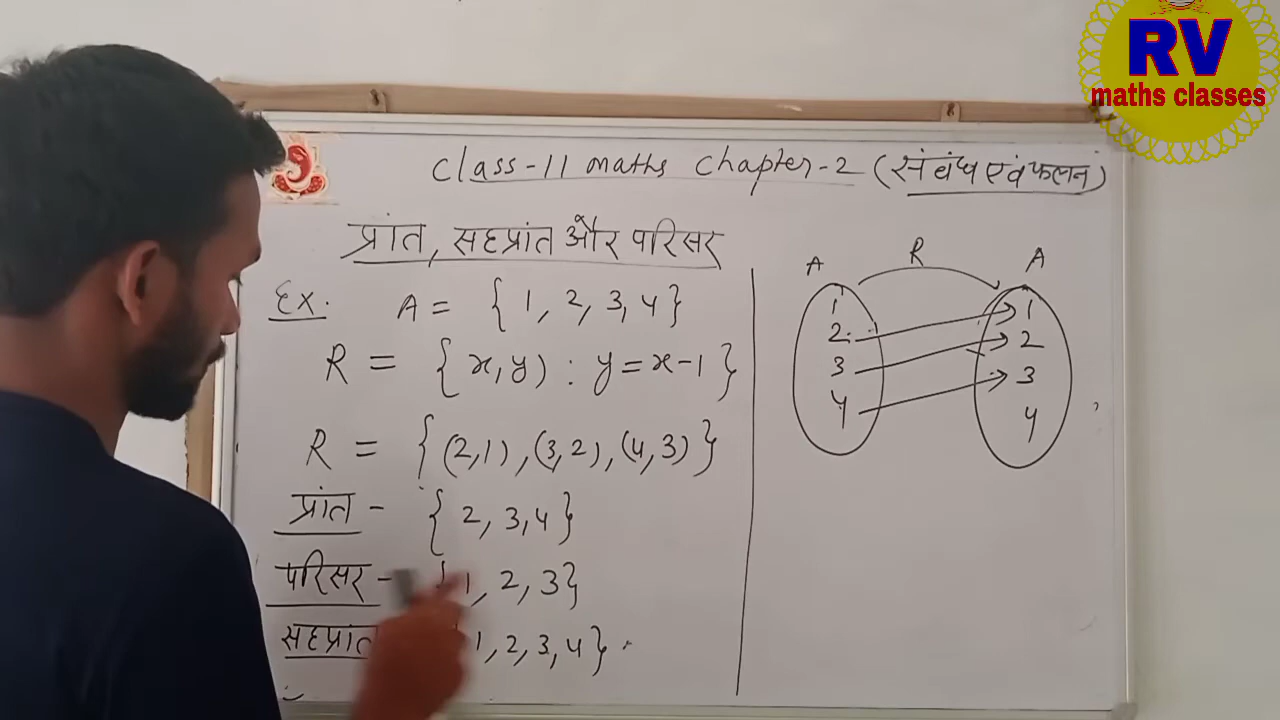 RV
maths classes
Class-11 maths Chapter-2 (संबंध एवं फलन)
प्रांत, सहप्रांत और परिसर
Ex. A = { 1, 2, 3, 4 }
R = { x, y) : y = x-1 }
R = { (2,1), (3,2), (4,3) }
प्रांत - { 2, 3, 4 }
परिसर - { 1, 2, 3 }
सहप्रांत 1, 2, 3, 4 }
A R A
1 1
2 2
3 3
4 4